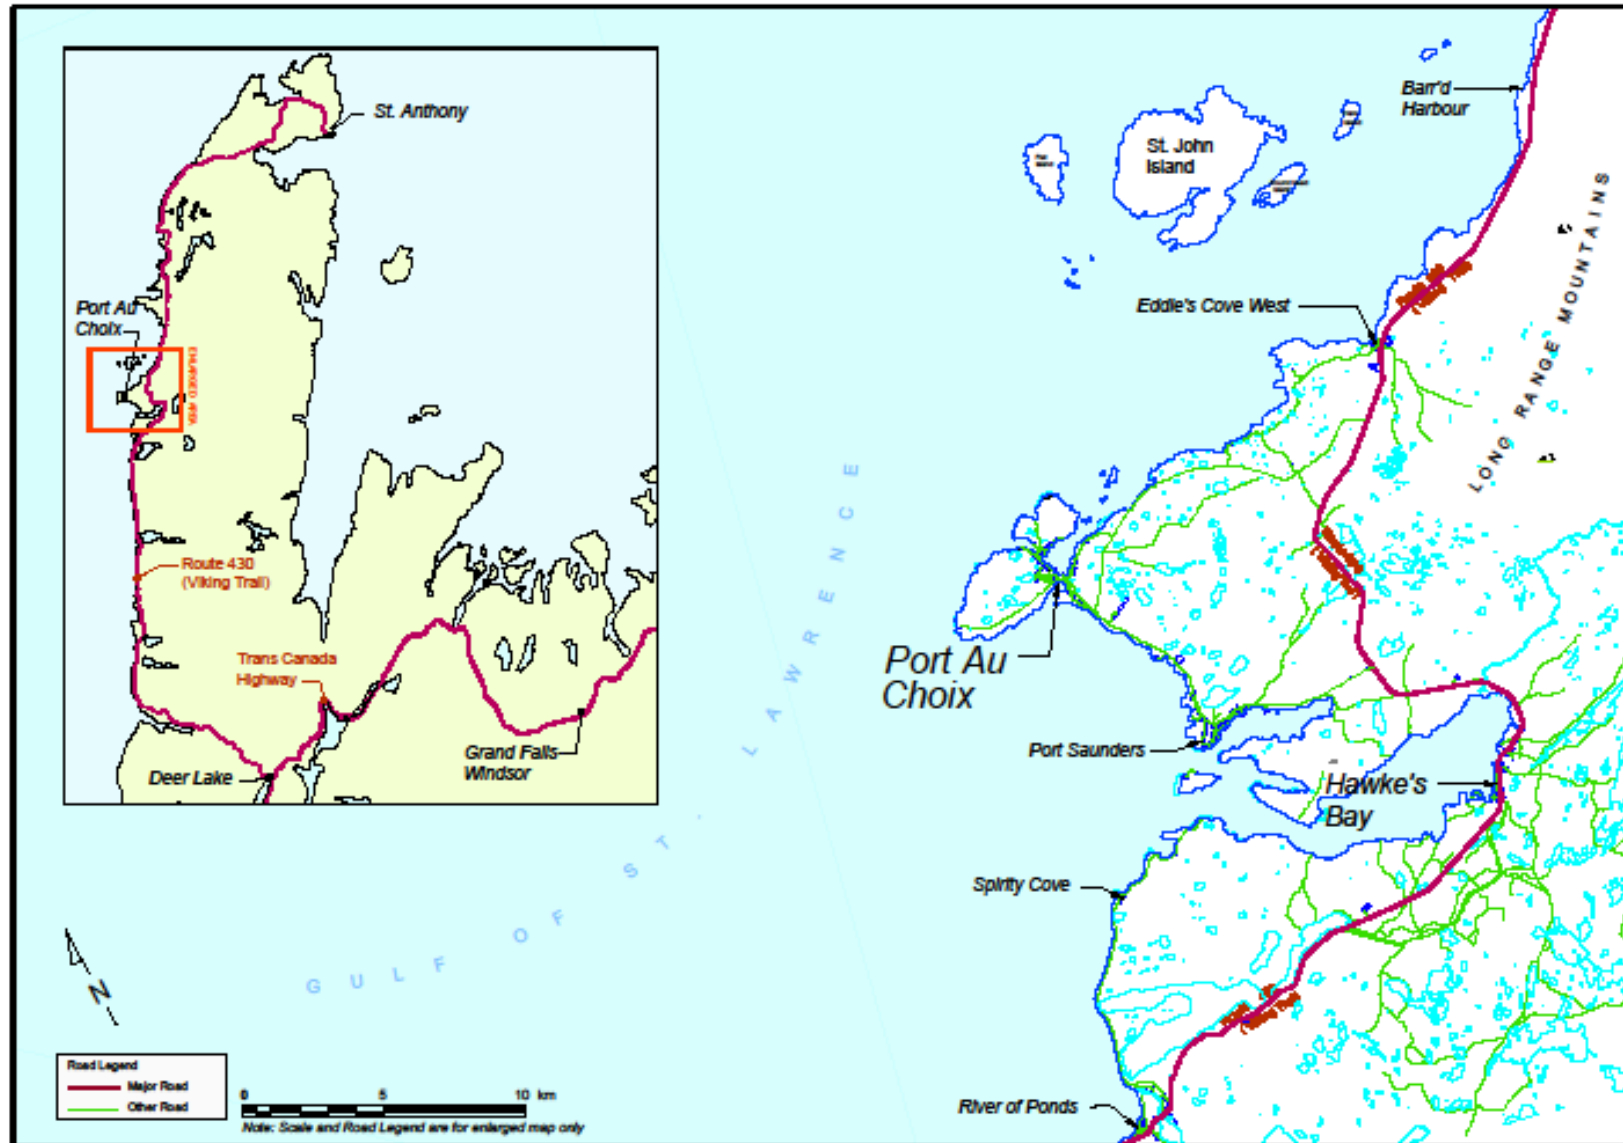 St. Anthony
Port Au
Choix
ENLARGED AREA
Route 430
(Viking Trail)
Trans Canada
Highway
Grand Falls
Windsor
Deer Lake
Barr'd
Harbour
St. John
Island
LONG RANGE MOUNTAINS
Eddie's Cove West
Port Au
Choix
Port Saunders
Hawke's
Bay
Spirity Cove
River of Ponds
GULF OF ST. LAWRENCE
N
Road Legend
Major Road
Other Road
0 5 10 km
Note: Scale and Road Legend are for enlarged map only